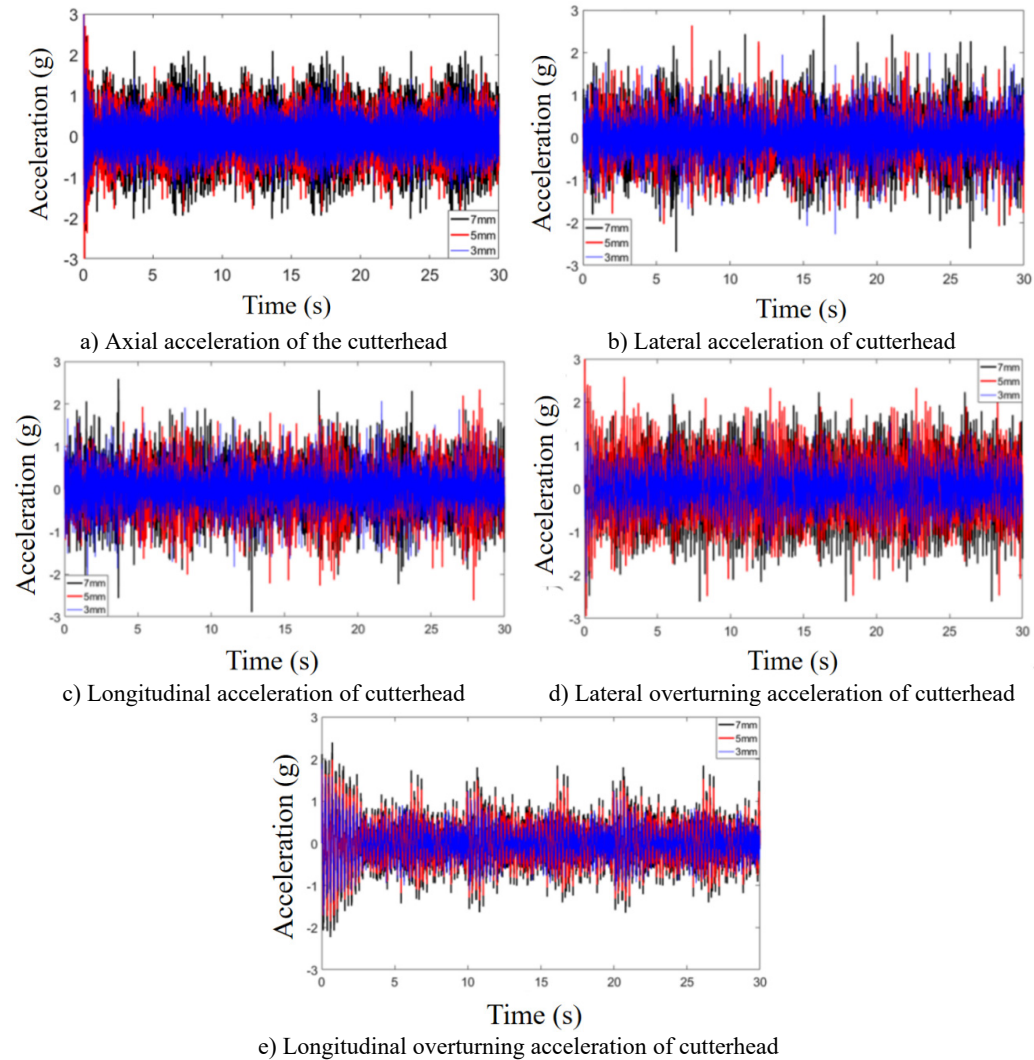 3
2
1
0
-1
-2
-3
Acceleration (g)
7mm
5mm
3mm
0 5 10 15 20 25 30
Time (s)
a) Axial acceleration of the cutterhead
3
2
1
0
-1
-2
-3
Acceleration (g)
7mm
5mm
3mm
0 5 10 15 20 25 30
Time (s)
b) Lateral acceleration of cutterhead
3
2
1
0
-1
-2
-3
Acceleration (g)
7mm
5mm
3mm
0 5 10 15 20 25 30
Time (s)
c) Longitudinal acceleration of cutterhead
3
2
1
0
-1
-2
-3
Acceleration (g)
7mm
5mm
3mm
0 5 10 15 20 25 30
Time (s)
d) Lateral overturning acceleration of cutterhead
3
2
1
0
-1
-2
-3
Acceleration (g)
7mm
5mm
3mm
0 5 10 15 20 25 30
Time (s)
e) Longitudinal overturning acceleration of cutterhead